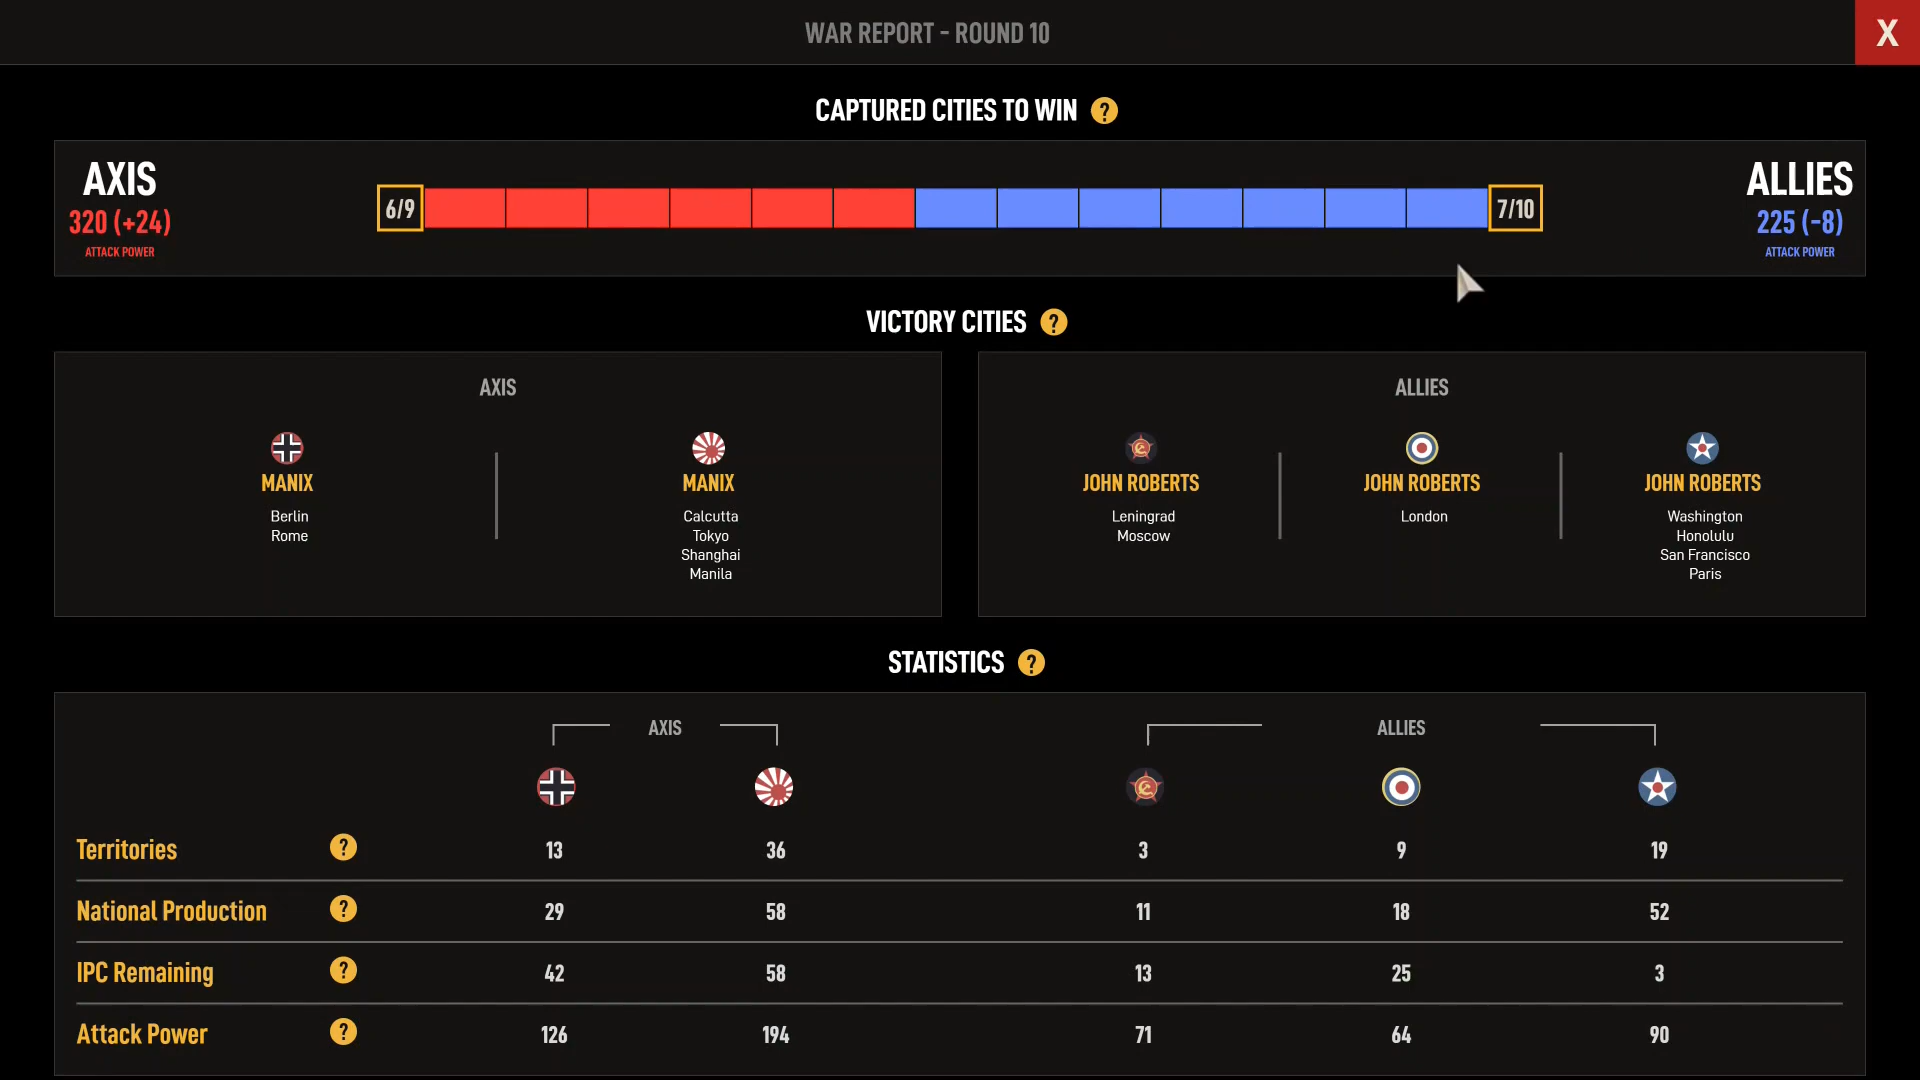 WAR REPORT - ROUND 10
X
CAPTURED CITIES TO WIN ?
AXIS
320 (+24)
ATTACK POWER
6/9
7/10
ALLIES
225 (-8)
ATTACK POWER
VICTORY CITIES ?
AXIS
MANIX
Berlin
Rome
MANIX
Calcutta
Tokyo
Shanghai
Manila
ALLIES
JOHN ROBERTS
Leningrad
Moscow
JOHN ROBERTS
London
JOHN ROBERTS
Washington
Honolulu
San Francisco
Paris
STATISTICS ?
AXIS ALLIES
Territories ? 13 36 3 9 19
National Production ? 29 58 11 18 52
IPC Remaining ? 42 58 13 25 3
Attack Power ? 126 194 71 64 90